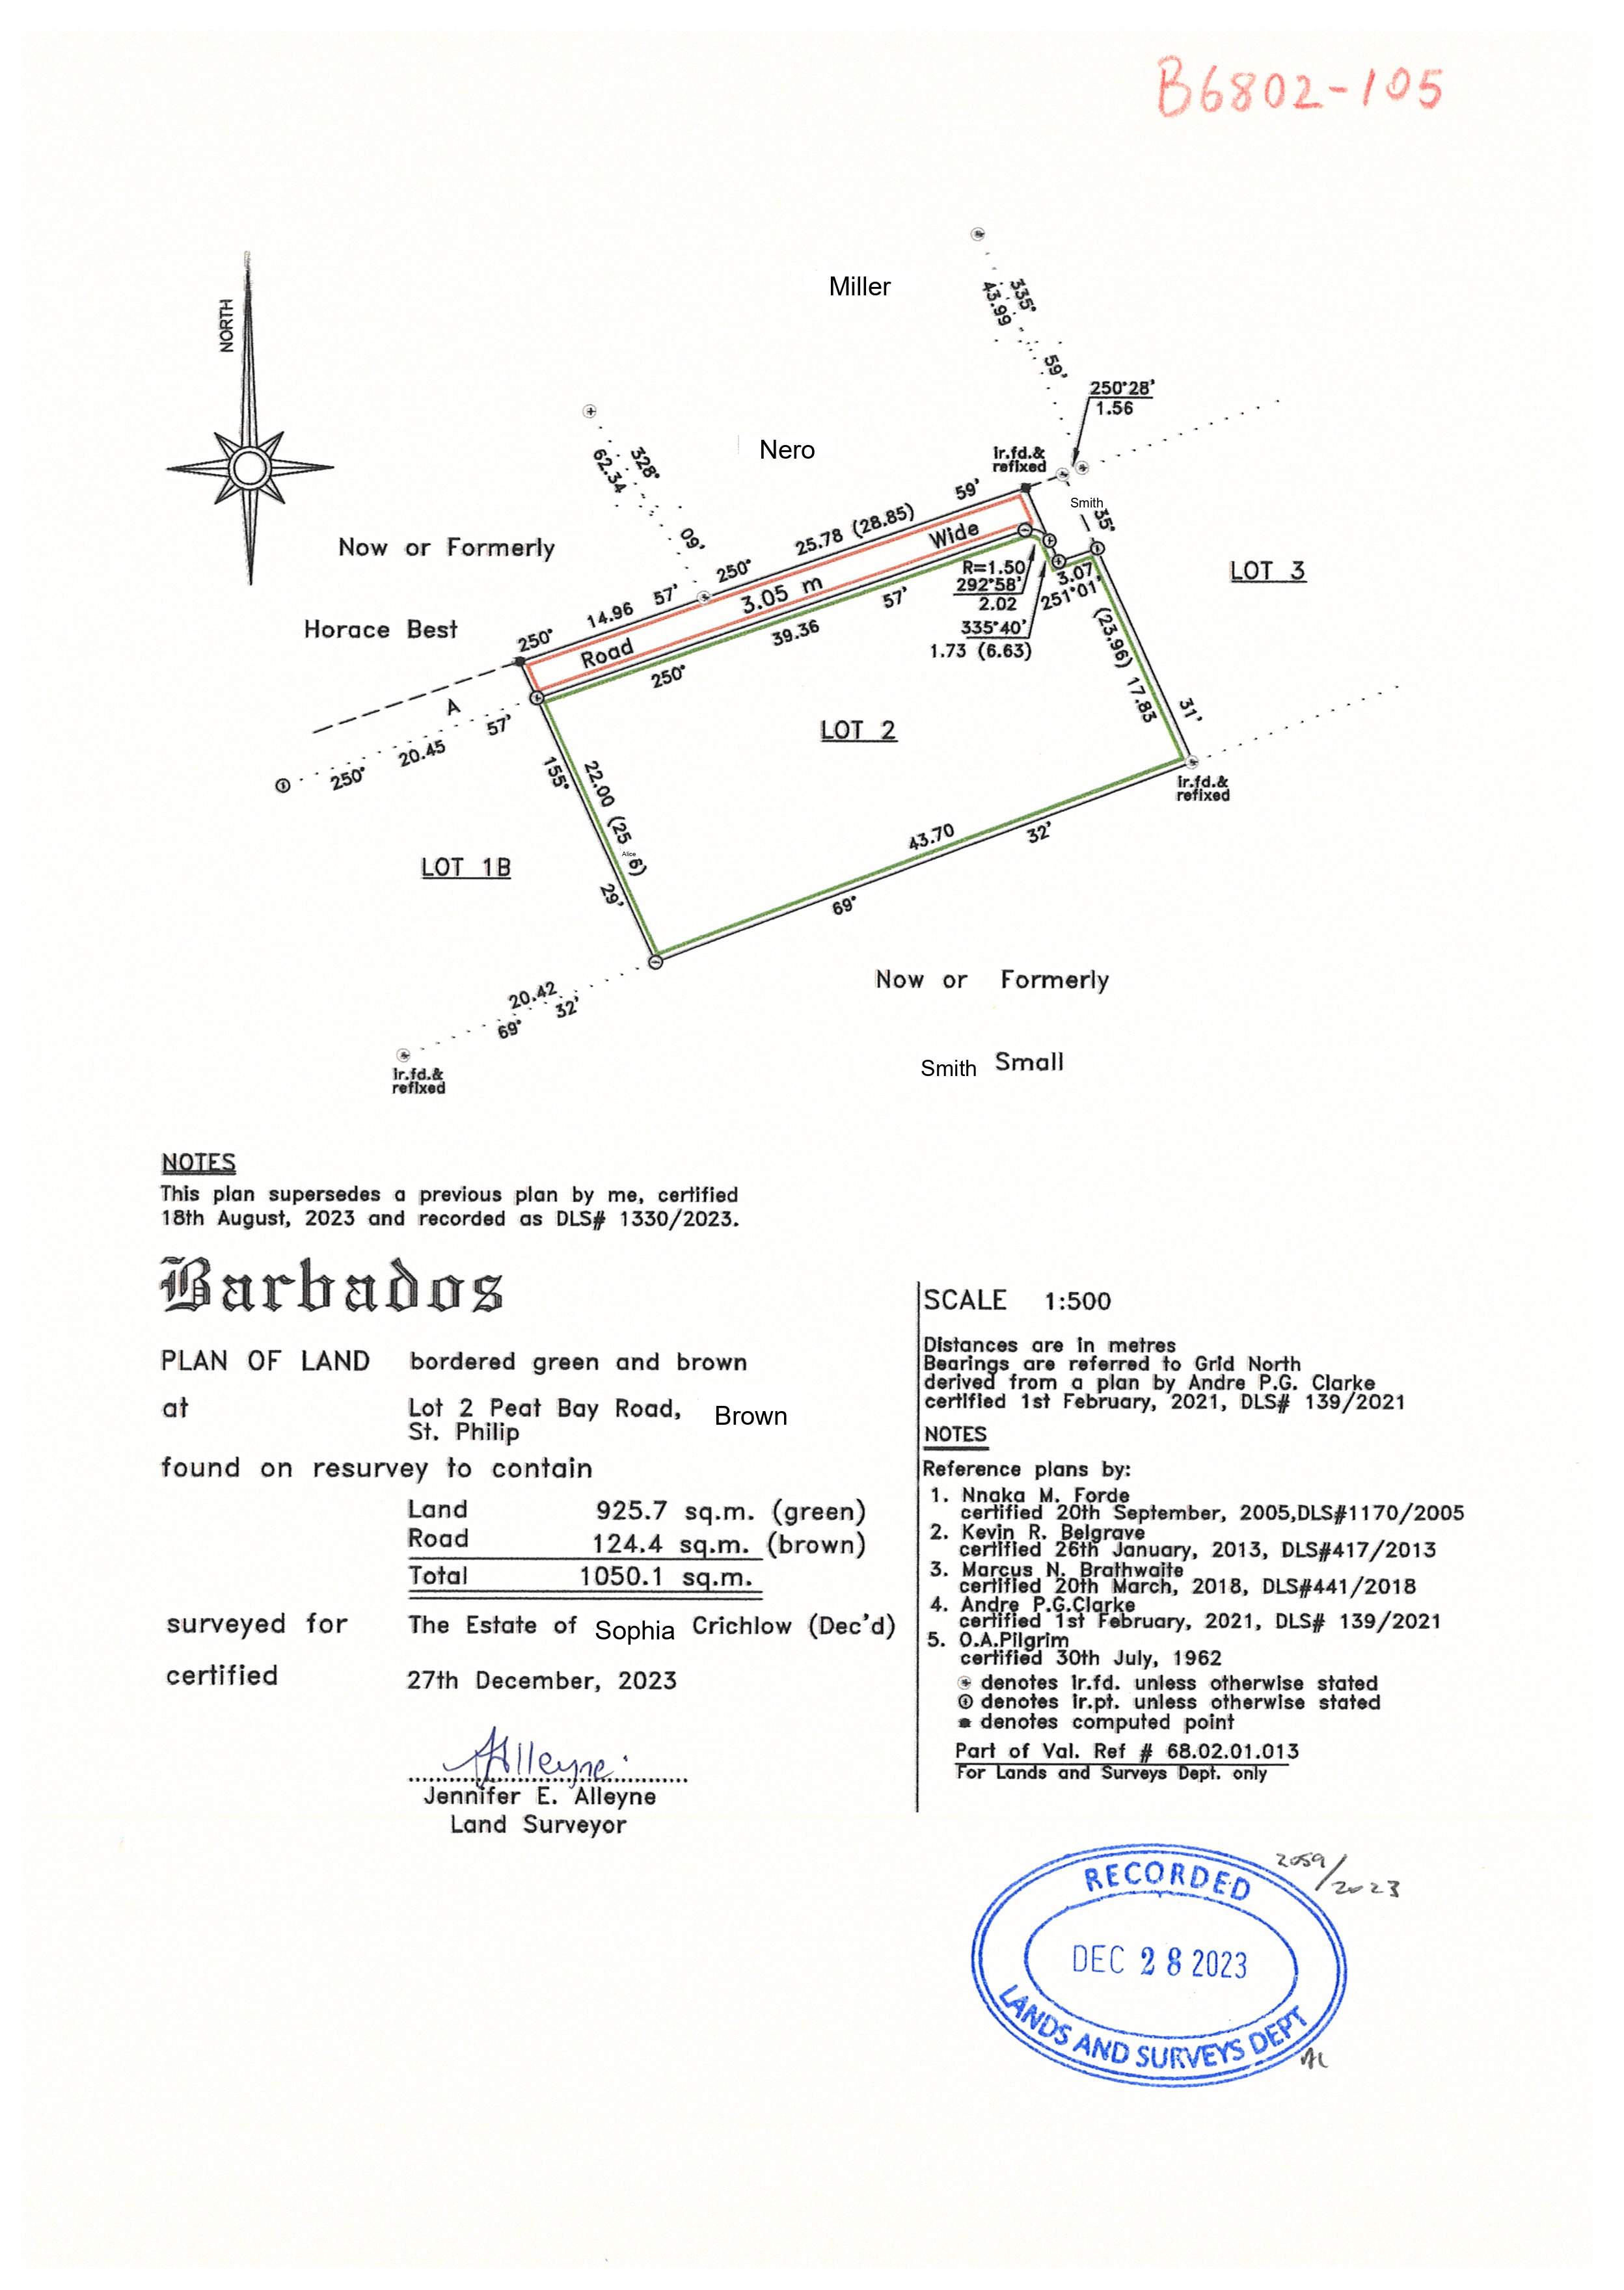 B6802-105
Miller
335°
43.99
59'
250°28'
1.56
NORTH
Nero
328°
62.34
09'
ir.fd.&
refixed
59'
Smith
35°
Now or Formerly
25.78 (28.85)
250°
Wide
LOT 3
Horace Best
14.96 57'
250°
3.05 m
Road
R=1.50
292°58'
2.02
3.07
251°01'
335°40'
1.73 (6.63)
57'
39.36
250°
(23.96) 17.83
31'
A
57'
20.45
250°
LOT 2
155°
22.00 (25
Alice
6)
29'
ir.fd.&
refixed
LOT 1B
43.70
32'
69°
Now or Formerly
20.42
69° 32'
Smith Small
ir.fd.&
refixed
NOTES
This plan supersedes a previous plan by me, certified
18th August, 2023 and recorded as DLS# 1330/2023.
Barbados
PLAN OF LAND bordered green and brown
at Lot 2 Peat Bay Road, Brown
St. Philip
found on resurvey to contain
Land 925.7 sq.m. (green)
Road 124.4 sq.m. (brown)
Total 1050.1 sq.m.
surveyed for The Estate of Sophia Crichlow (Dec'd)
certified 27th December, 2023
JAlleyne
Jennifer E. Alleyne
Land Surveyor
SCALE 1:500
Distances are in metres
Bearings are referred to Grid North
derived from a plan by Andre P.G. Clarke
certified 1st February, 2021, DLS# 139/2021
NOTES
Reference plans by:
1. Nnaka M. Forde
certified 20th September, 2005,DLS#1170/2005
2. Kevin R. Belgrave
certified 26th January, 2013, DLS#417/2013
3. Marcus N. Brathwaite
certified 20th March, 2018, DLS#441/2018
4. Andre P.G.Clarke
certified 1st February, 2021, DLS# 139/2021
5. O.A.Pilgrim
certified 30th July, 1962
denotes ir.fd. unless otherwise stated
denotes ir.pt. unless otherwise stated
denotes computed point
Part of Val. Ref # 68.02.01.013
For Lands and Surveys Dept. only
2059/2023
RECORDED
DEC 28 2023
LANDS AND SURVEYS DEPT